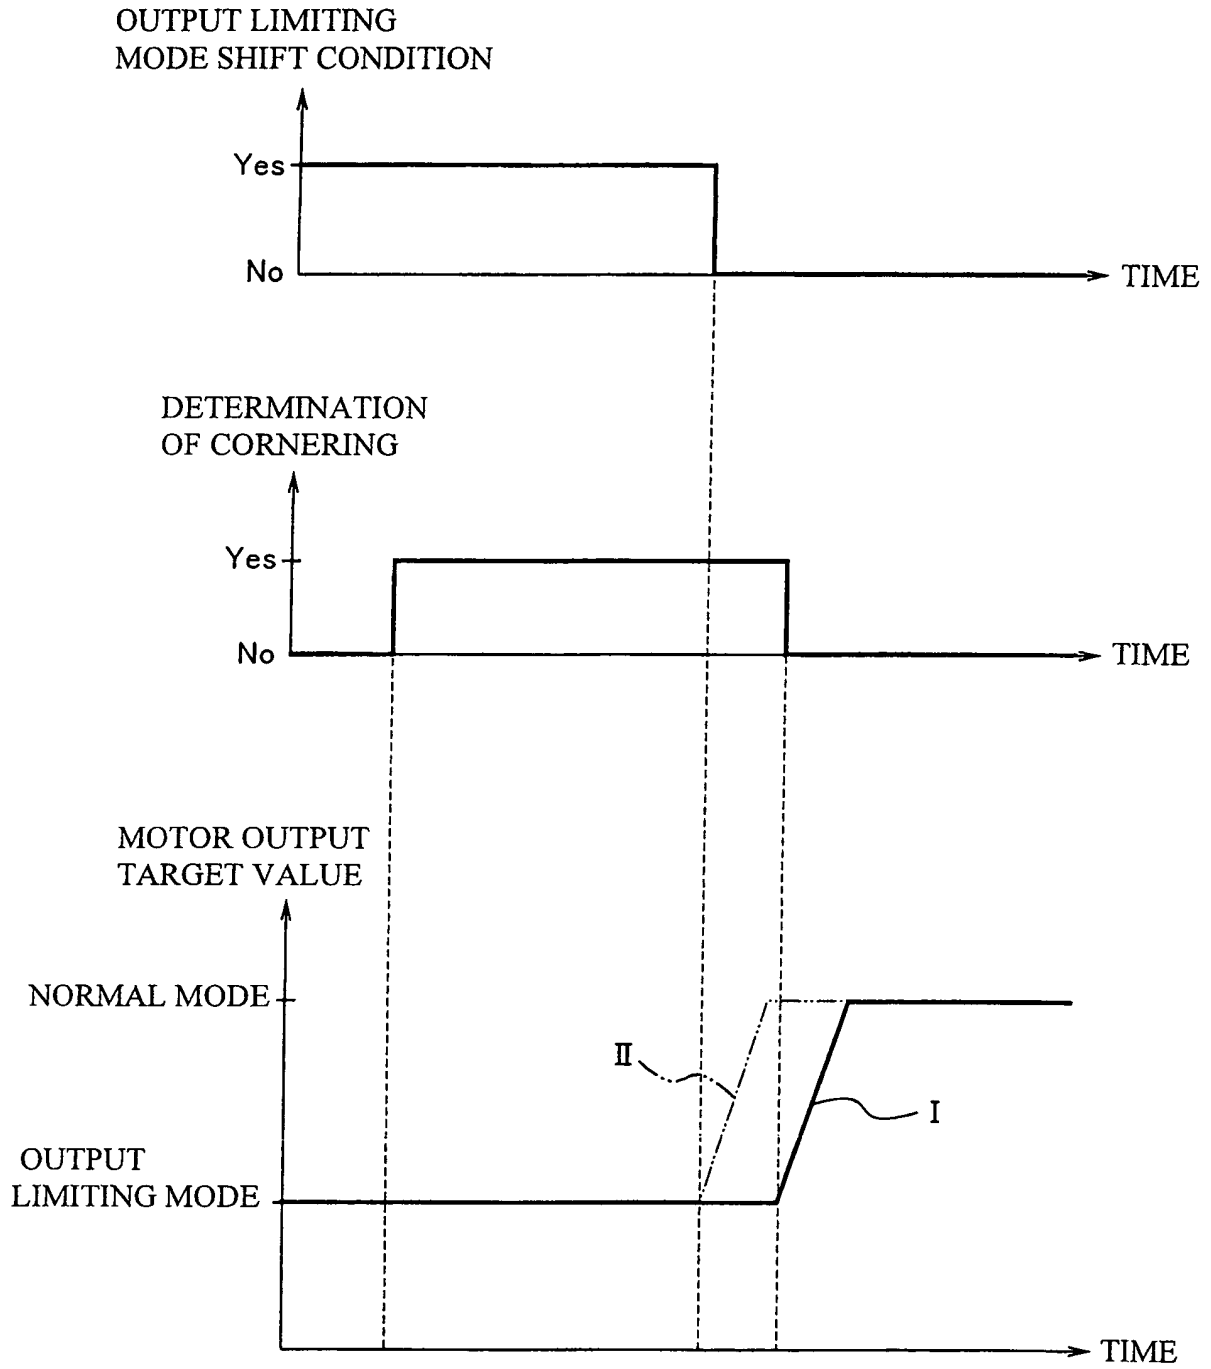 OUTPUT LIMITING
MODE SHIFT CONDITION
Yes
No
TIME
DETERMINATION
OF CORNERING
Yes
No
TIME
MOTOR OUTPUT
TARGET VALUE
NORMAL MODE
II
I
OUTPUT
LIMITING MODE
TIME